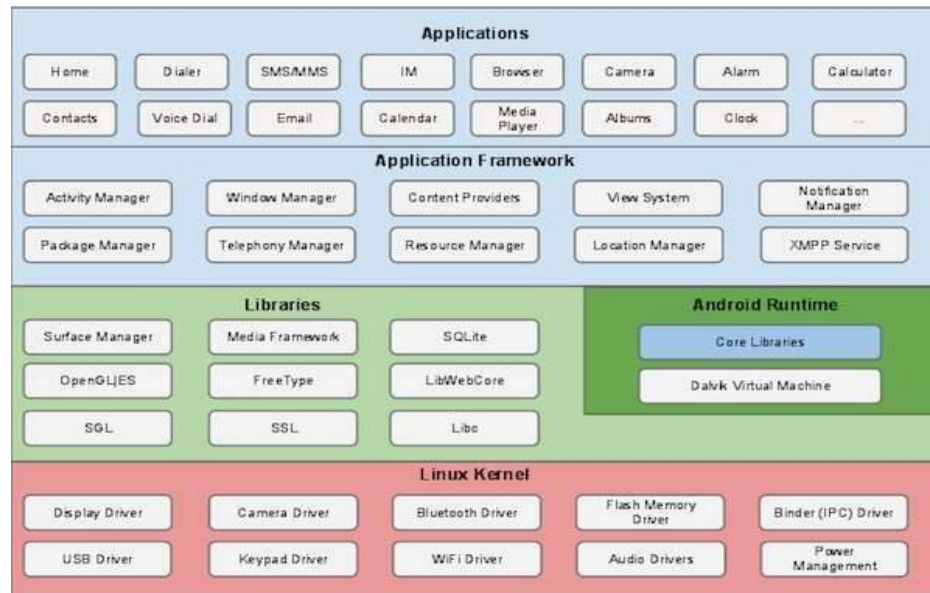 Applications
Home
Dialer
SMS/MMS
IM
Browser
Camera
Alarm
Calculator
Contacts
Voice Dial
Email
Calendar
Media
Player
Albums
Clock
...
Application Framework
Activity Manager
Window Manager
Content Providers
View System
Notification
Manager
Package Manager
Telephony Manager
Resource Manager
Location Manager
XMPP Service
Libraries
Surface Manager
Media Framework
SQLite
OpenGL|ES
FreeType
LibWebCore
SGL
SSL
Libc
Android Runtime
Core Libraries
Dalvik Virtual Machine
Linux Kernel
Display Driver
Camera Driver
Bluetooth Driver
Flash Memory
Driver
Binder (IPC) Driver
USB Driver
Keypad Driver
WiFi Driver
Audio Drivers
Power
Management